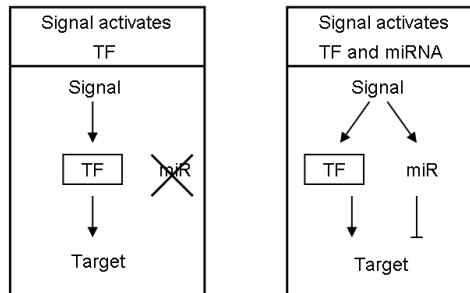 Signal activates
TF
Signal
TF
miR
Target
Signal activates
TF and miRNA
Signal
TF
miR
Target